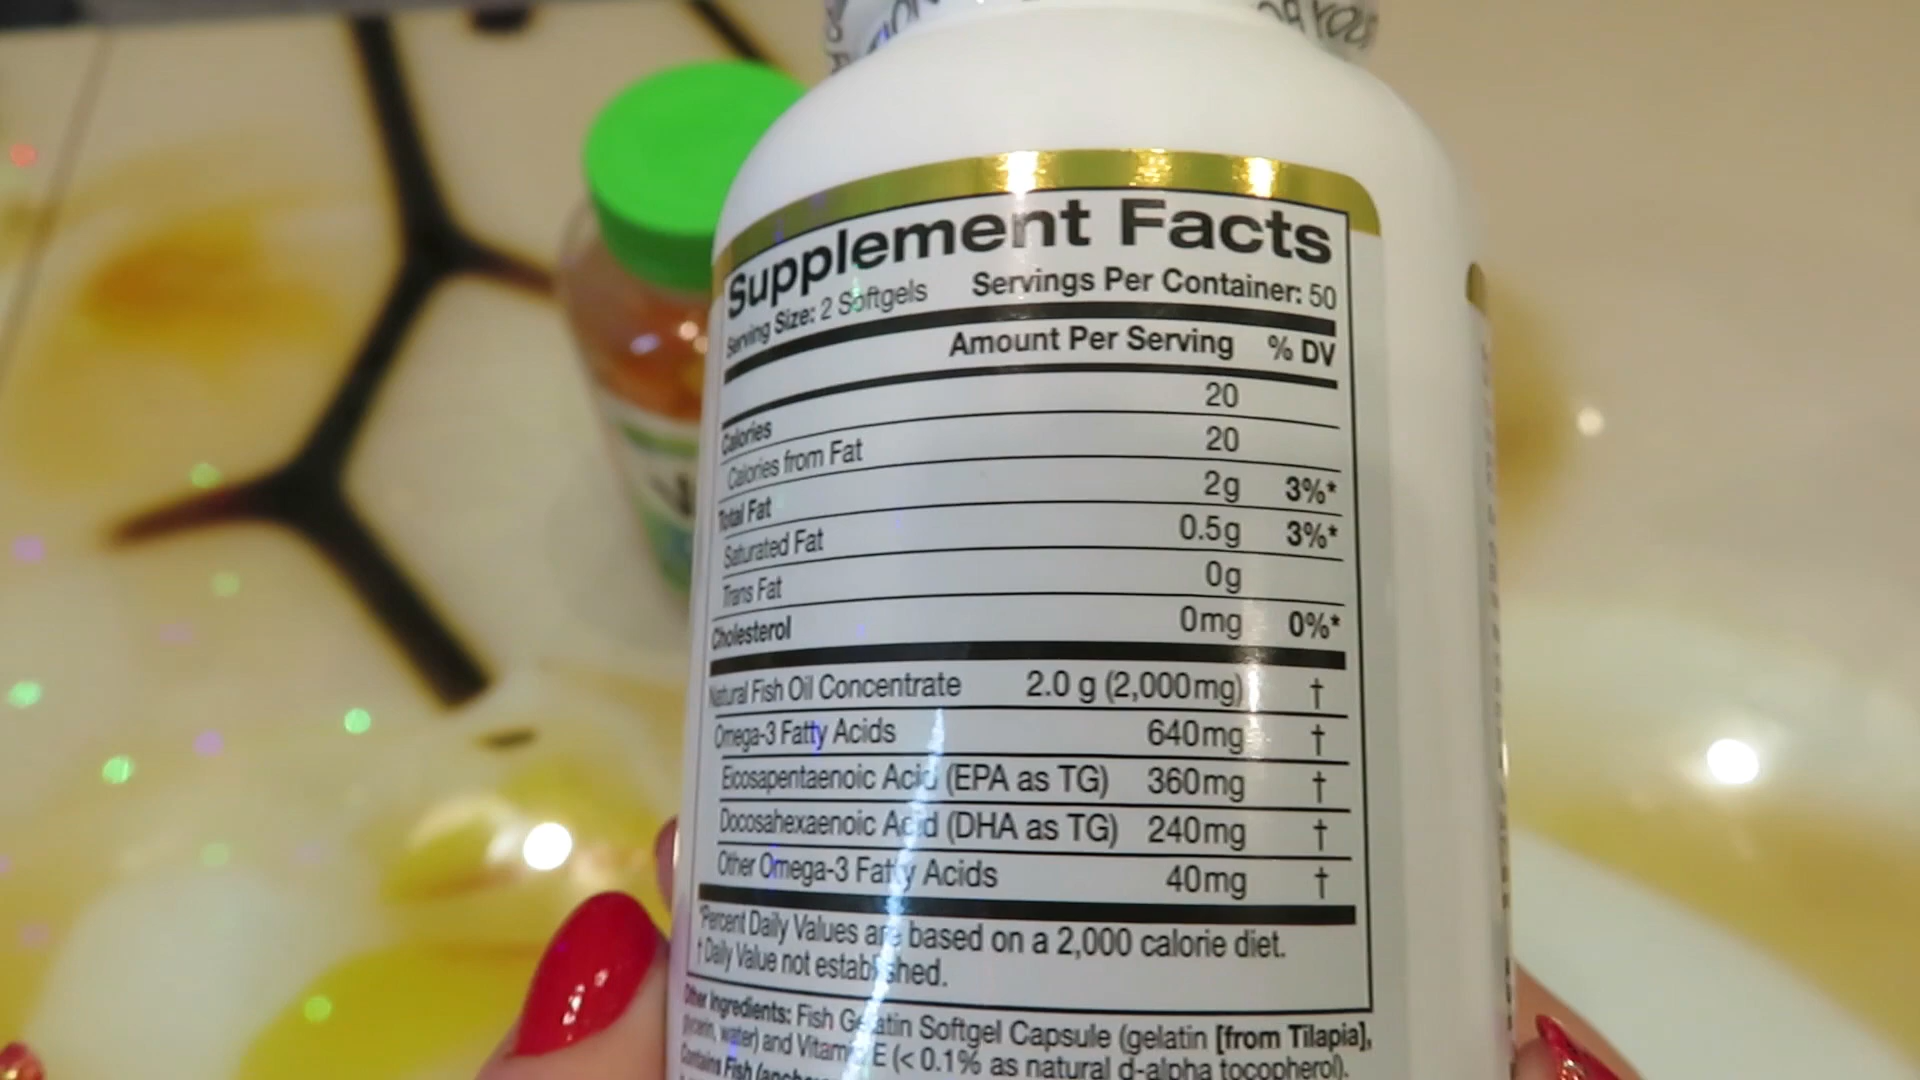 Supplement Facts
Serving Size: 2 Softgels Servings Per Container: 50
Amount Per Serving % DV
Calories 20
Calories from Fat 20
Total Fat 2g 3%*
Saturated Fat 0.5g 3%*
Trans Fat 0g
Cholesterol 0mg 0%*
Natural Fish Oil Concentrate 2.0 g (2,000mg) †
Omega-3 Fatty Acids 640mg †
Eicosapentaenoic Acid (EPA as TG) 360mg †
Docosahexaenoic Acid (DHA as TG) 240mg †
Other Omega-3 Fatty Acids 40mg †
*Percent Daily Values are based on a 2,000 calorie diet.
† Daily Value not established.
Other Ingredients: Fish Gelatin Softgel Capsule (gelatin [from Tilapia],
glycerin, water) and Vitamin E (< 0.1% as natural d-alpha tocopherol).
Contains Fish